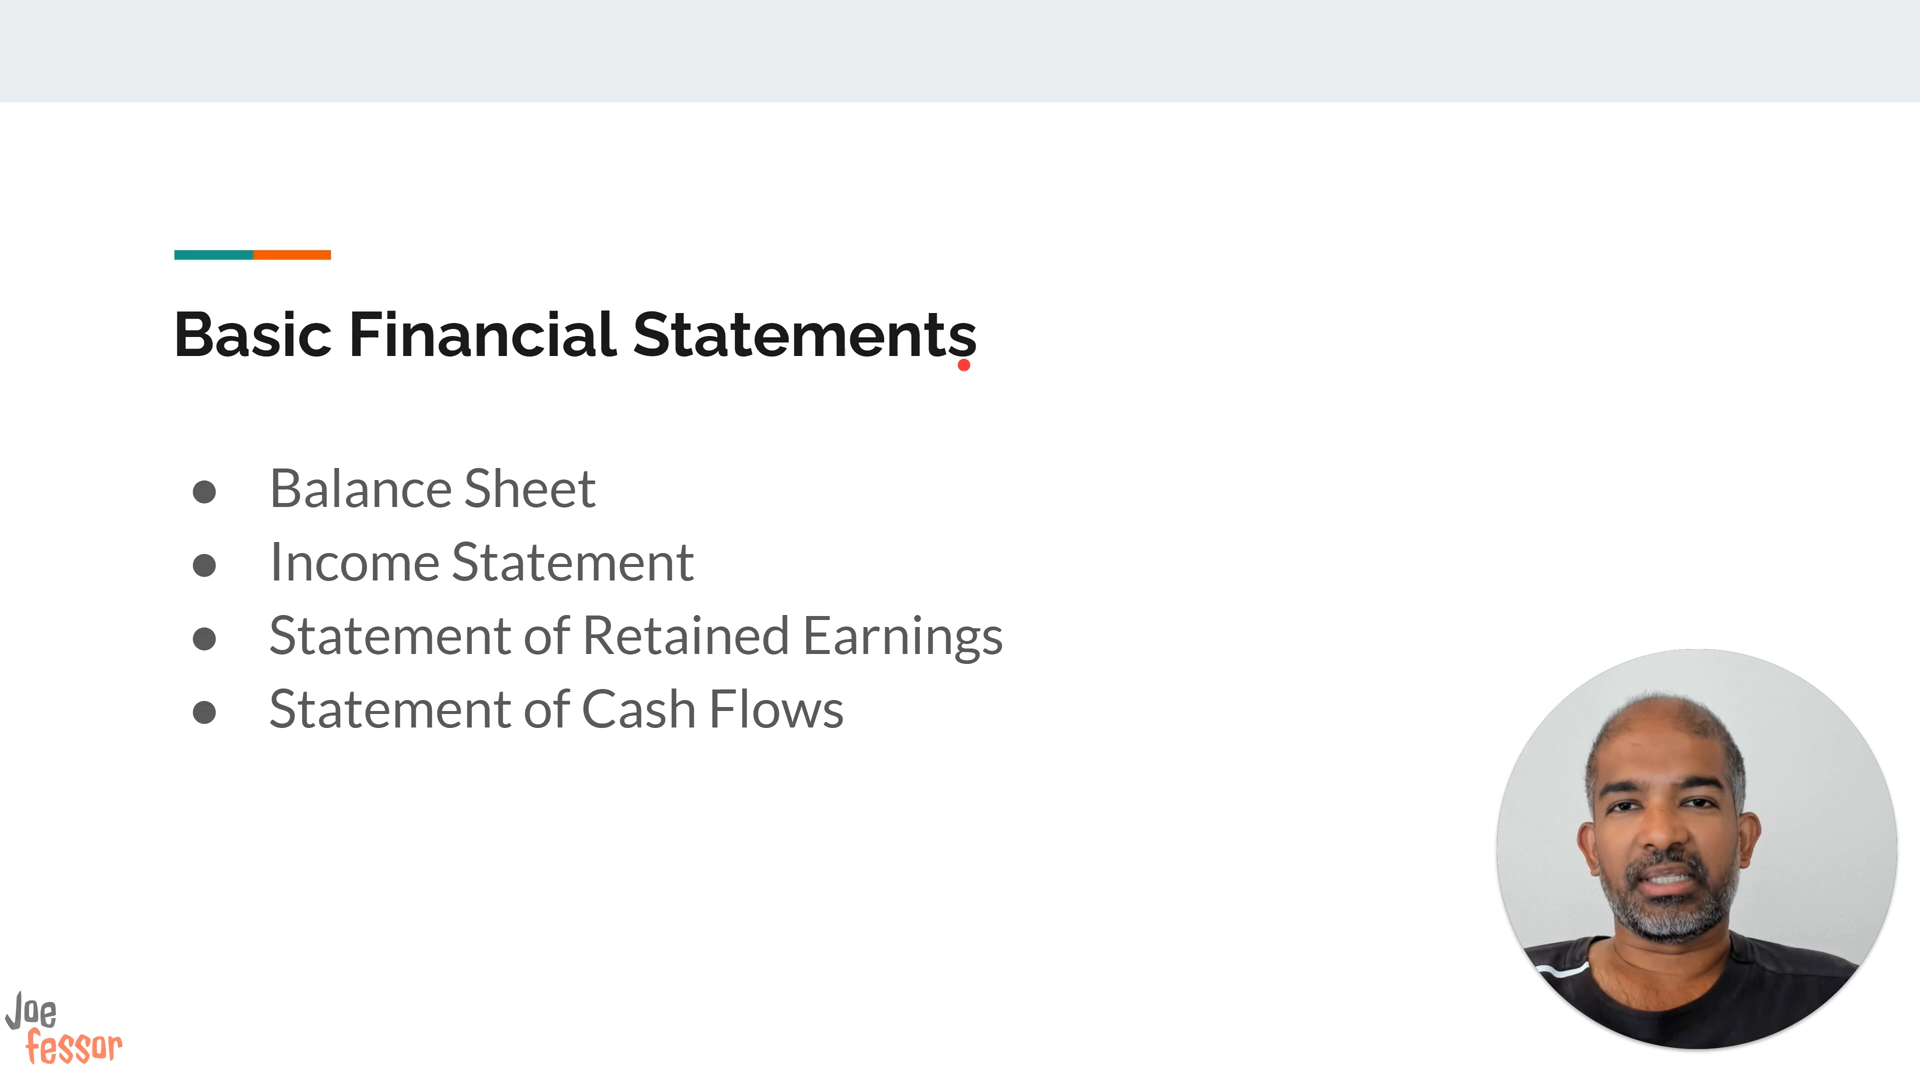 Basic Financial Statements
● Balance Sheet
● Income Statement
● Statement of Retained Earnings
● Statement of Cash Flows
Joe
fessor